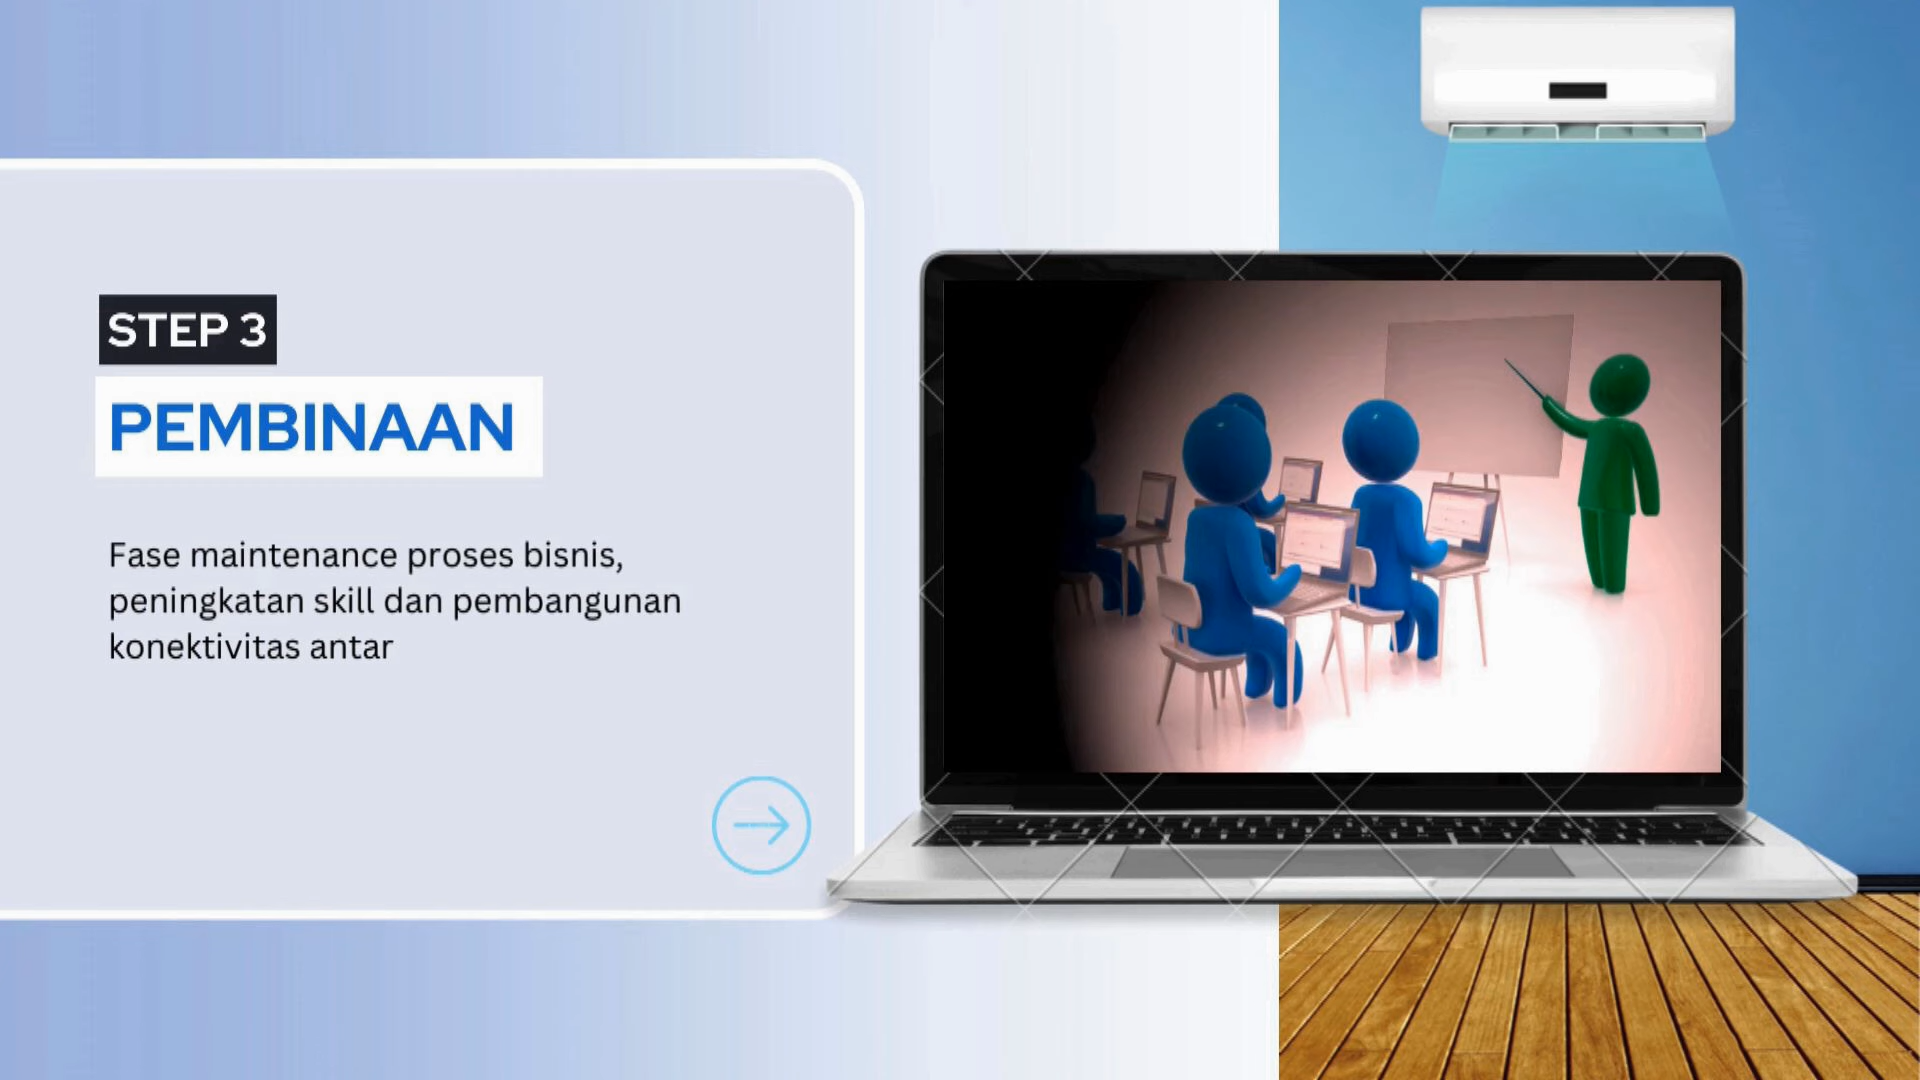 STEP 3
PEMBINAAN
Fase maintenance proses bisnis,
peningkatan skill dan pembangunan
konektivitas antar